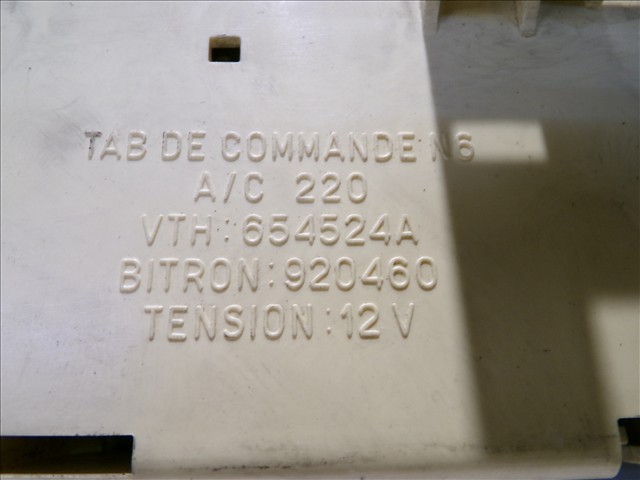 TAB DE COMMANDE N6
A/C 220
VTH:654524A
BITRON:920460
TENSION:12 V